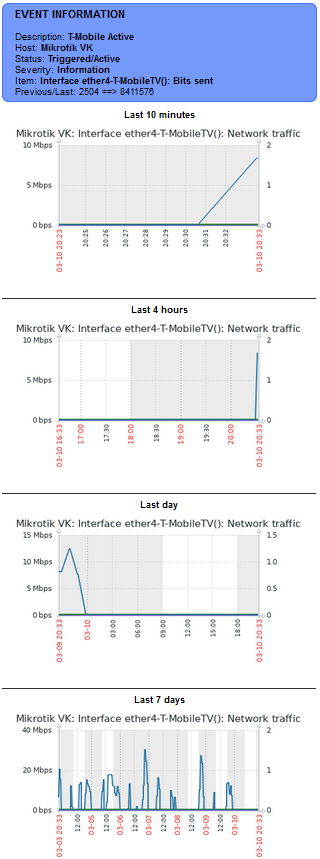 EVENT INFORMATION
Description: T-Mobile Active
Host: Mikrotik VK
Status: Triggered/Active
Severity: Information
Item: Interface ether4-T-MobileTV(): Bits sent
Previous/Last: 2504 ==> 8411576
Last 10 minutes
Mikrotik VK: Interface ether4-T-MobileTV(): Network traffic
10 Mbps 2
5 Mbps 1
0 bps 0
03-10 20:23 20:25 20:26 20:27 20:28 20:29 20:30 20:31 20:32 03-10 20:33
Last 4 hours
Mikrotik VK: Interface ether4-T-MobileTV(): Network traffic
10 Mbps 2
5 Mbps 1
0 bps 0
03-10 16:33 17:00 17:30 18:00 18:30 19:00 19:30 20:00 03-10 20:33
Last day
Mikrotik VK: Interface ether4-T-MobileTV(): Network traffic
15 Mbps 1.5
10 Mbps 1.0
5 Mbps 0.5
0 bps 0
03-09 20:33 03-10 03:00 06:00 09:00 12:00 15:00 18:00 03-10 20:33
Last 7 days
Mikrotik VK: Interface ether4-T-MobileTV(): Network traffic
40 Mbps 2
20 Mbps 1
0 bps 0
03-03 20:33 12:00 03-05 12:00 03-06 12:00 03-07 12:00 03-08 12:00 03-09 12:00 03-10 03-10 20:33